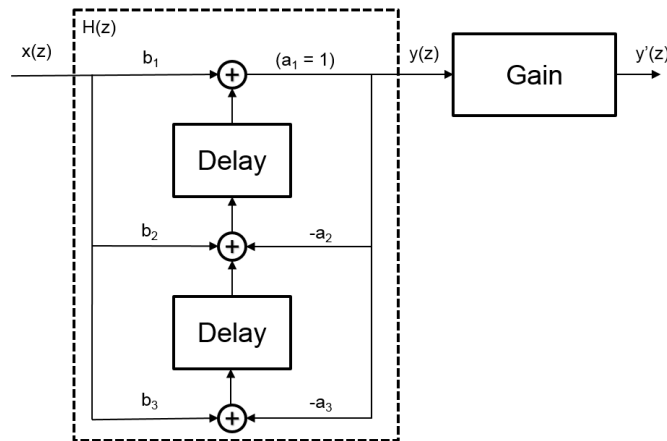 H(z)
x(z)
b1
(a1 = 1)
y(z)
Gain
y'(z)
Delay
b2
-a2
Delay
b3
-a3